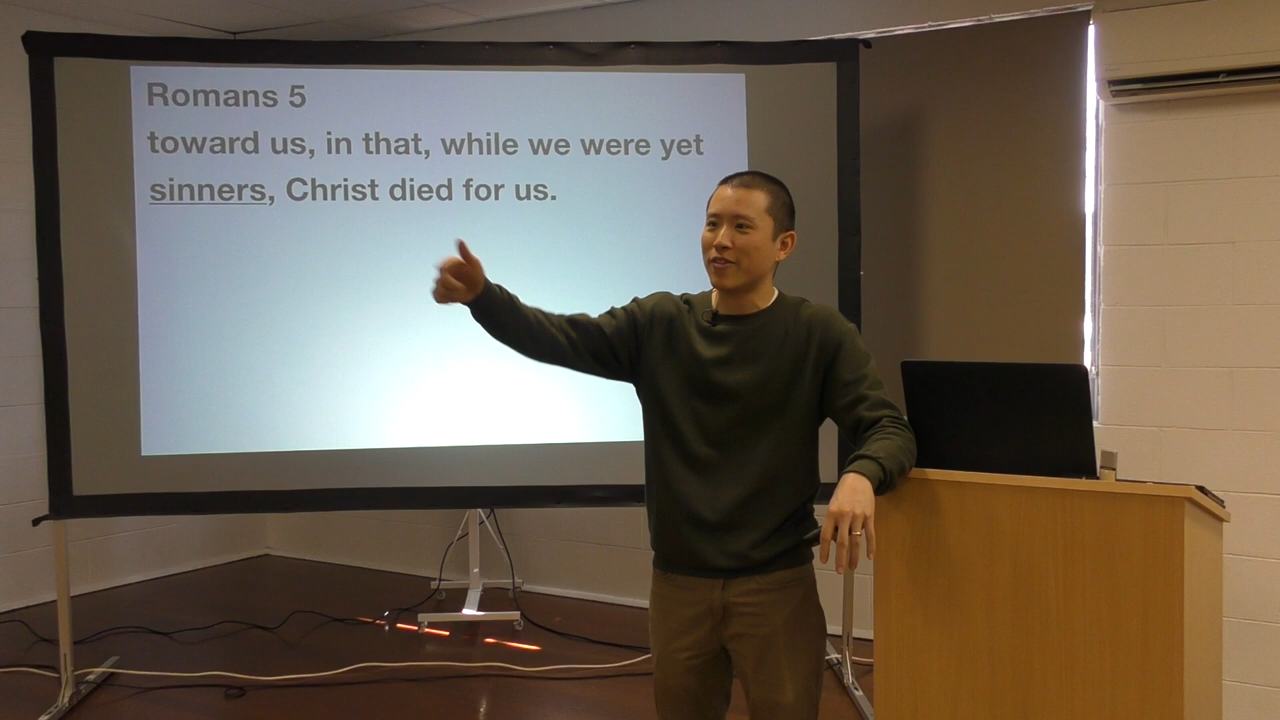 Romans 5
toward us, in that, while we were yet
sinners, Christ died for us.